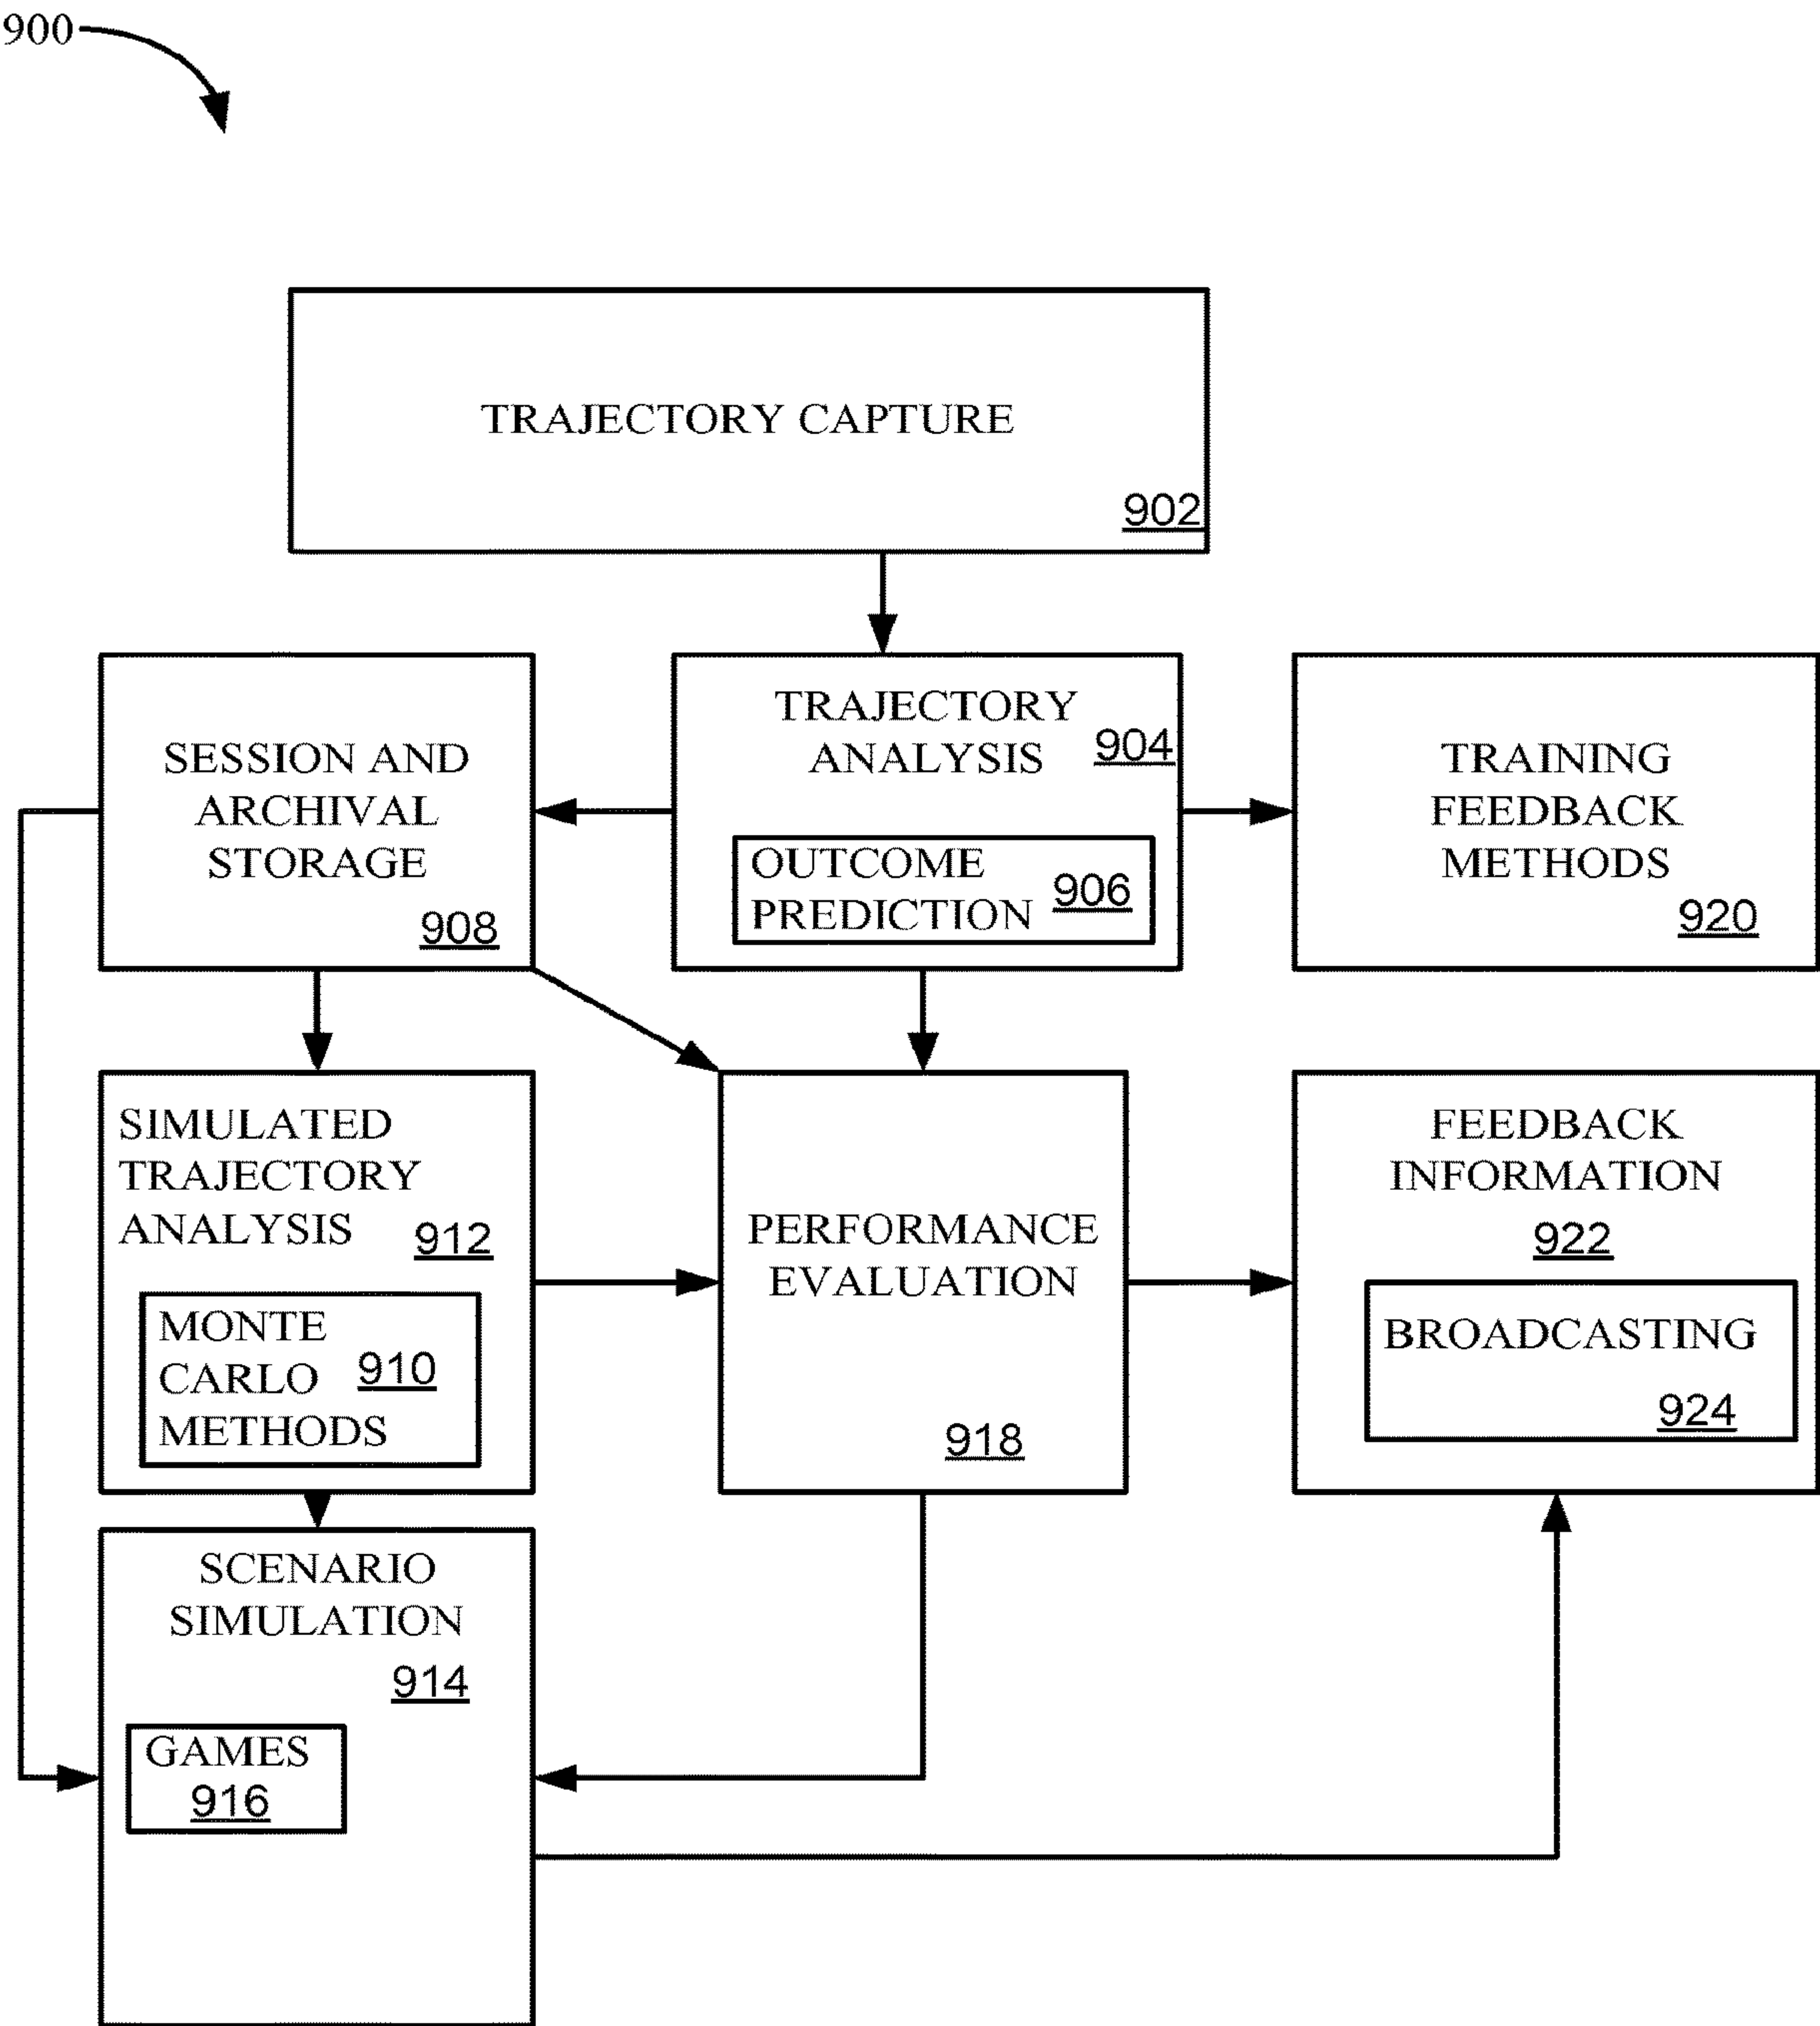 900
TRAJECTORY CAPTURE
902
SESSION AND
ARCHIVAL
STORAGE
908
TRAJECTORY
ANALYSIS
904
OUTCOME
PREDICTION
906
TRAINING
FEEDBACK
METHODS
920
SIMULATED
TRAJECTORY
ANALYSIS
912
MONTE
CARLO
METHODS
910
PERFORMANCE
EVALUATION
918
FEEDBACK
INFORMATION
922
BROADCASTING
924
SCENARIO
SIMULATION
914
GAMES
916